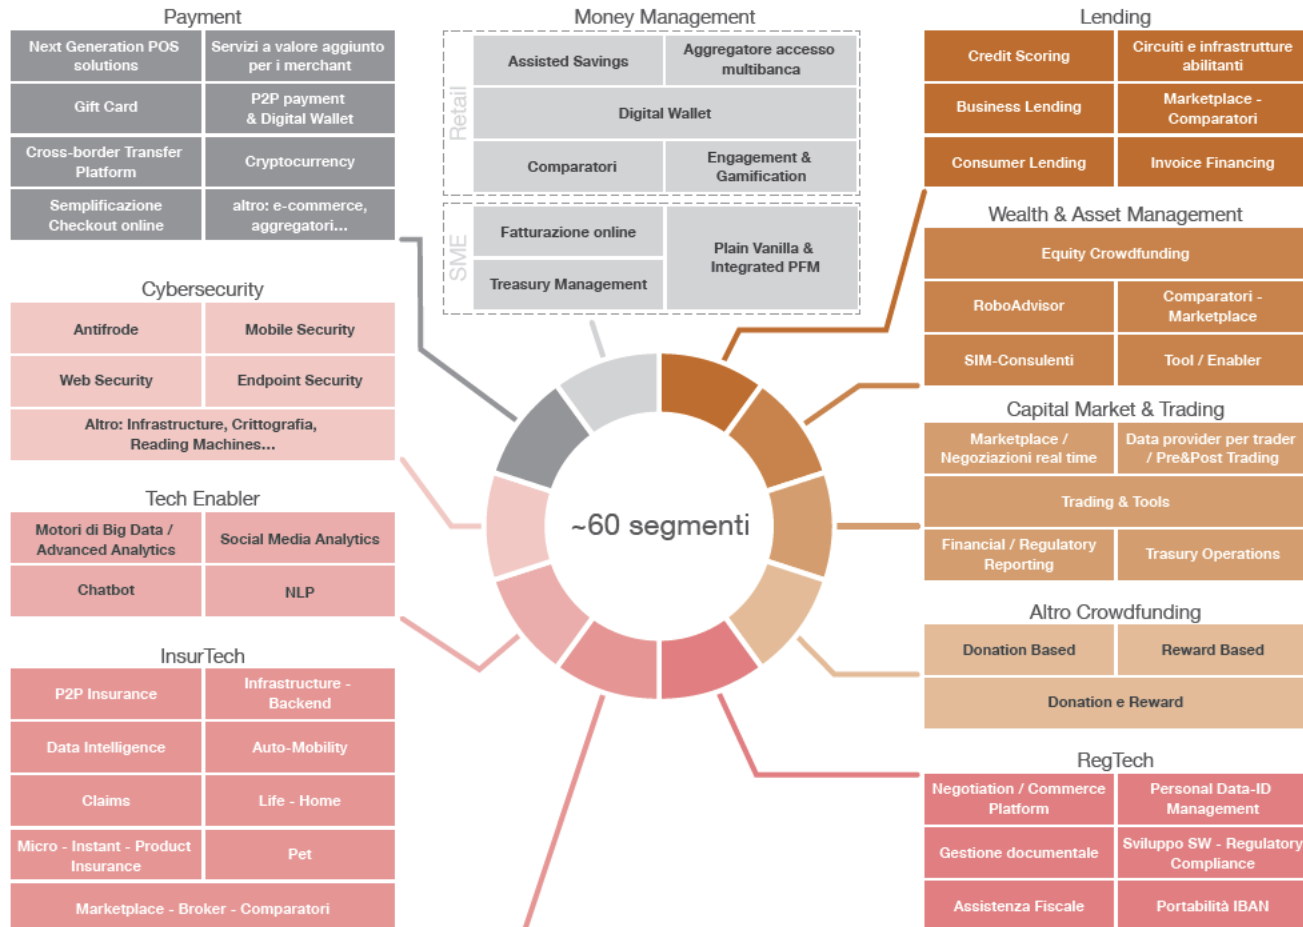 Payment
Next Generation POS
solutions
Servizi a valore aggiunto
per i merchant
Gift Card
P2P payment
& Digital Wallet
Cross-border Transfer
Platform
Cryptocurrency
Semplificazione
Checkout online
altro: e-commerce,
aggregatori...
Money Management
Retail
Assisted Savings
Aggregatore accesso
multibanca
Digital Wallet
Comparatori
Engagement &
Gamification
SME
Fatturazione online
Treasury Management
Plain Vanilla &
Integrated PFM
Lending
Credit Scoring
Circuiti e infrastrutture
abilitanti
Business Lending
Marketplace -
Comparatori
Consumer Lending
Invoice Financing
Wealth & Asset Management
Equity Crowdfunding
RoboAdvisor
Comparatori -
Marketplace
SIM-Consulenti
Tool / Enabler
Cybersecurity
Antifrode
Mobile Security
Web Security
Endpoint Security
Altro: Infrastructure, Crittografia,
Reading Machines...
Capital Market & Trading
Marketplace /
Negoziazioni real time
Data provider per trader
/ Pre&Post Trading
Trading & Tools
Financial / Regulatory
Reporting
Trasury Operations
~60 segmenti
Tech Enabler
Motori di Big Data /
Advanced Analytics
Social Media Analytics
Chatbot
NLP
Altro Crowdfunding
Donation Based
Reward Based
Donation e Reward
InsurTech
P2P Insurance
Infrastructure -
Backend
Data Intelligence
Auto-Mobility
Claims
Life - Home
Micro - Instant - Product
Insurance
Pet
Marketplace - Broker - Comparatori
RegTech
Negotiation / Commerce
Platform
Personal Data-ID
Management
Gestione documentale
Sviluppo SW - Regulatory
Compliance
Assistenza Fiscale
Portabilità IBAN